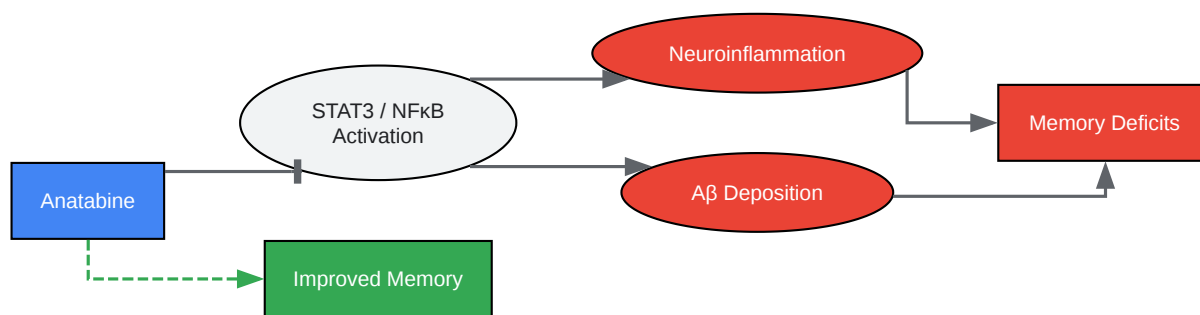 Neuroinflammation
STAT3 / NFκB
Activation
Memory Deficits
Anatabine
Aβ Deposition
Improved Memory